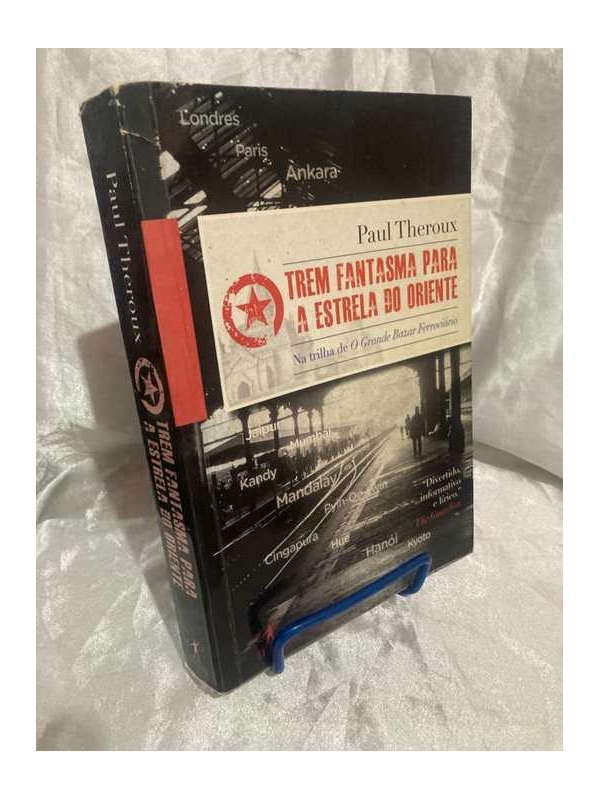 Londres
Paris
Ankara
Paul Theroux
TREM FANTASMA PARA
A ESTRELA DO ORIENTE
Na trilha de O Grande Bazar Ferroviário
Jaipur
Mumbai
Kandy
Mandalay
Cingapura
Hue
Hanói
Kyoto
"Divertido,
informativo
e lírico."
The Guardian
Paul Theroux
TREM FANTASMA PARA
A ESTRELA DO ORIENTE